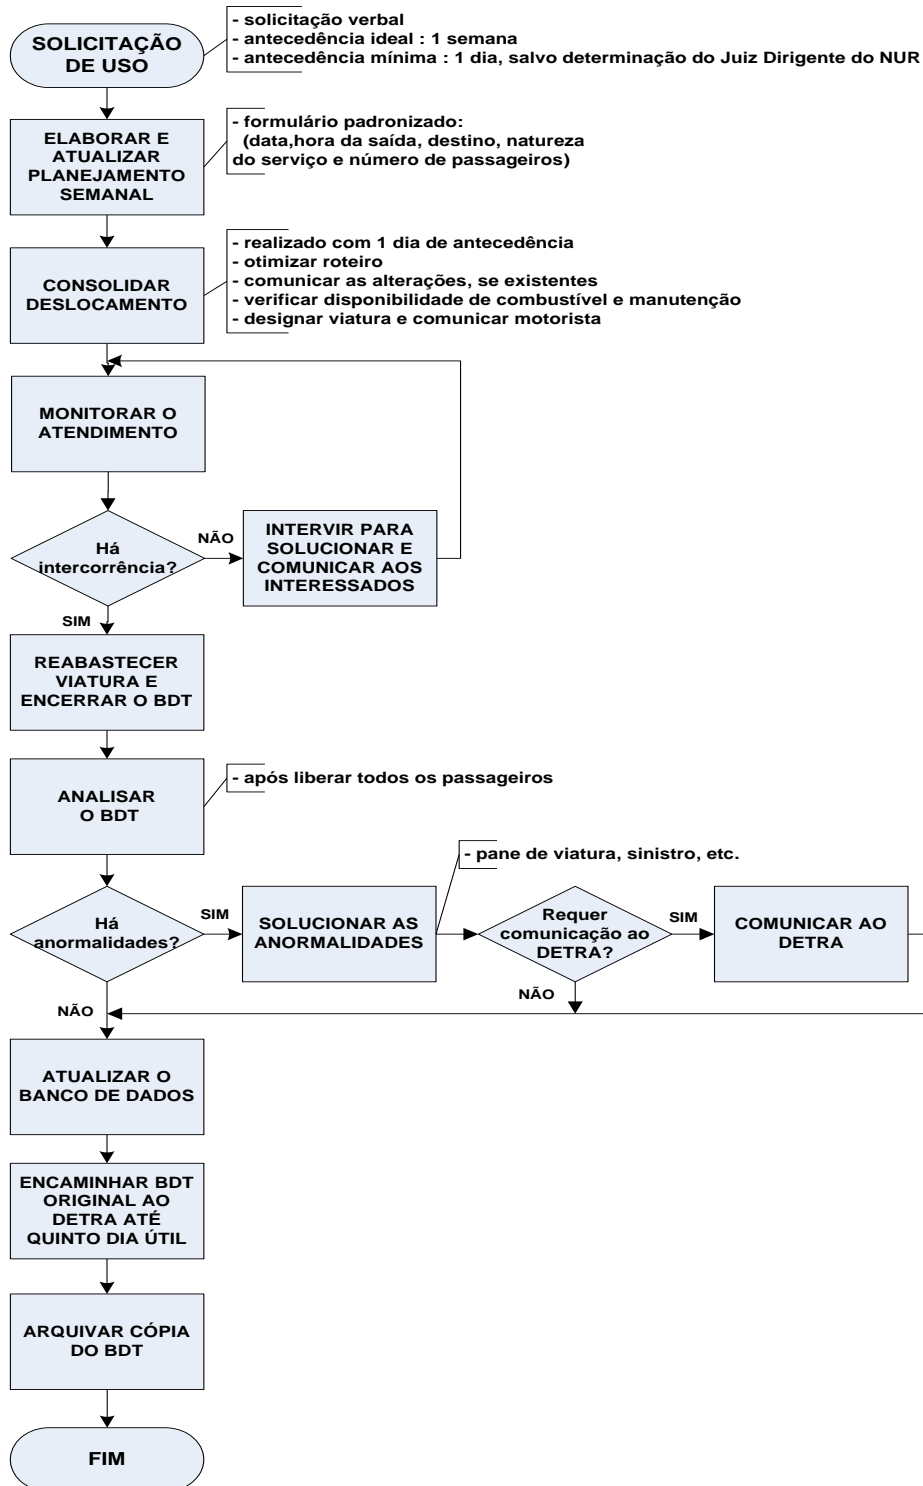 SOLICITAÇÃO
DE USO
- solicitação verbal
- antecedência ideal : 1 semana
- antecedência mínima : 1 dia, salvo determinação do Juiz Dirigente do NUR
ELABORAR E
ATUALIZAR
PLANEJAMENTO
SEMANAL
- formulário padronizado:
(data,hora da saída, destino, natureza
do serviço e número de passageiros)
CONSOLIDAR
DESLOCAMENTO
- realizado com 1 dia de antecedência
- otimizar roteiro
- comunicar as alterações, se existentes
- verificar disponibilidade de combustível e manutenção
- designar viatura e comunicar motorista
MONITORAR O
ATENDIMENTO
Há
intercorrência?
NÃO
INTERVIR PARA
SOLUCIONAR E
COMUNICAR AOS
INTERESSADOS
SIM
REABASTECER
VIATURA E
ENCERRAR O BDT
ANALISAR
O BDT
- após liberar todos os passageiros
Há
anormalidades?
SIM
SOLUCIONAR AS
ANORMALIDADES
- pane de viatura, sinistro, etc.
Requer
comunicação ao
DETRA?
SIM
COMUNICAR AO
DETRA
NÃO
NÃO
ATUALIZAR O
BANCO DE DADOS
ENCAMINHAR BDT
ORIGINAL AO
DETRA ATÉ
QUINTO DIA ÚTIL
ARQUIVAR CÓPIA
DO BDT
FIM